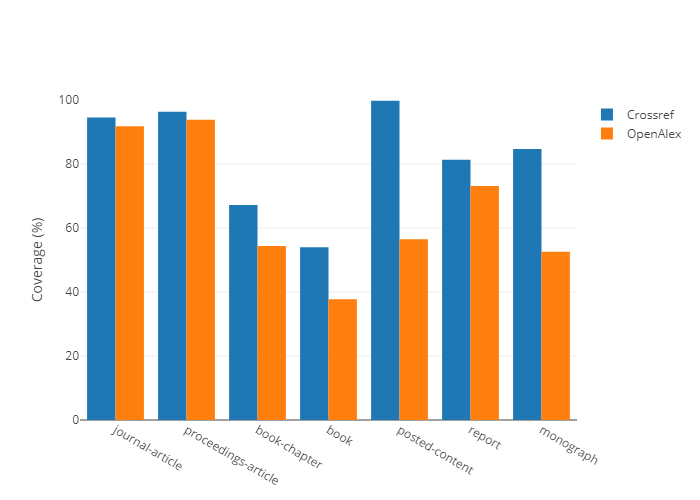 100
80
60
40
20
0
Coverage (%)
journal-article
proceedings-article
book-chapter
book
posted-content
report
monograph
Crossref
OpenAlex